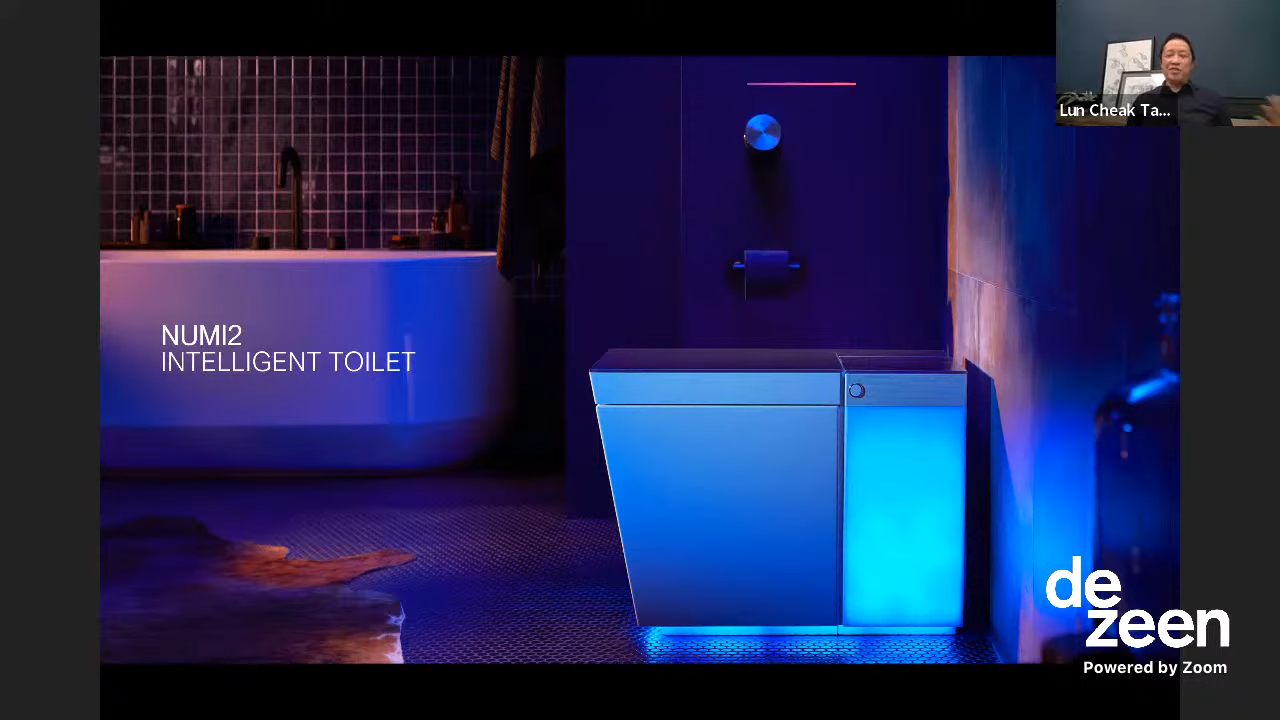 Lun Cheak Ta...
NUMI2
INTELLIGENT TOILET
de
zeen
Powered by Zoom